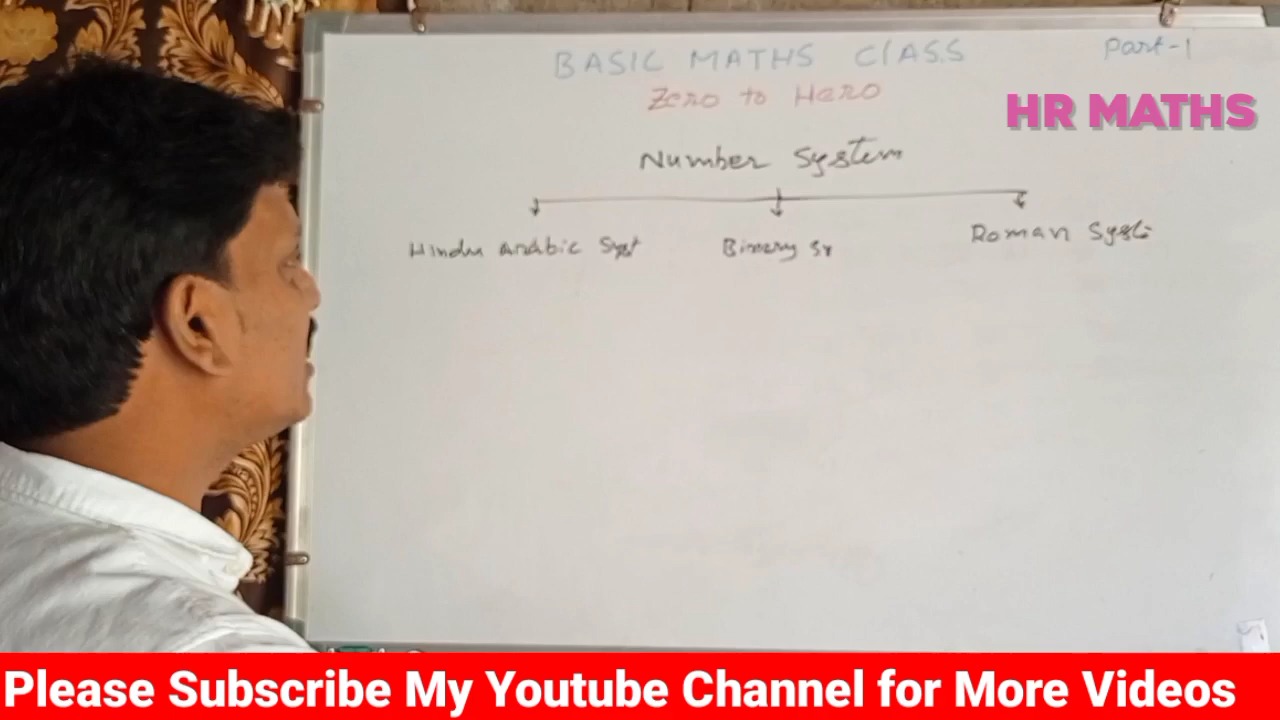 BASIC MATHS ClASS
Part-1
Zero to Hero
HR MATHS
Number System
Hindu Arabic Syst
Binary Sy
Roman Syst
Please Subscribe My Youtube Channel for More Videos